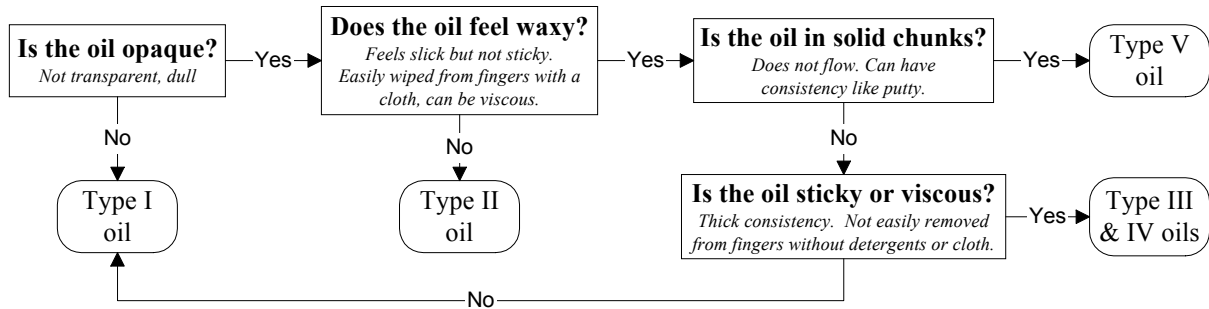 Is the oil opaque?
Not transparent, dull
Yes
Does the oil feel waxy?
Feels slick but not sticky.
Easily wiped from fingers with a
cloth, can be viscous.
Yes
Is the oil in solid chunks?
Does not flow. Can have
consistency like putty.
Yes
Type V
oil
No
No
No
Type I
oil
Type II
oil
Is the oil sticky or viscous?
Thick consistency.  Not easily removed
from fingers without detergents or cloth.
Yes
Type III
& IV oils
No